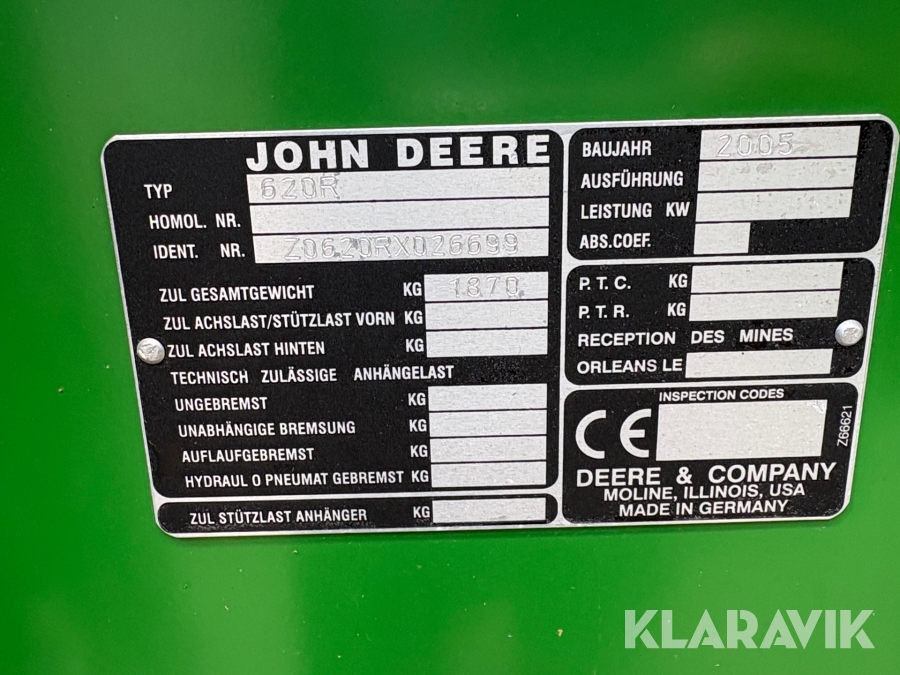 JOHN DEERE
TYP 620R
HOMOL. NR.
IDENT. NR. Z0620RX026699
ZUL GESAMTGEWICHT KG 1870
ZUL ACHSLAST/STÜTZLAST VORN KG
ZUL ACHSLAST HINTEN KG
TECHNISCH ZULÄSSIGE ANHÄNGELAST
UNGEBREMST KG
UNABHÄNGIGE BREMSUNG KG
AUFLAUFGEBREMST KG
HYDRAUL O PNEUMAT GEBREMST KG
ZUL STÜTZLAST ANHÄNGER KG
BAUJAHR 2005
AUSFÜHRUNG
LEISTUNG KW
ABS.COEF.
P. T. C. KG
P. T. R. KG
RECEPTION DES MINES
ORLEANS LE
INSPECTION CODES
CE
Z66621
DEERE & COMPANY
MOLINE, ILLINOIS, USA
MADE IN GERMANY
KLARAVIK